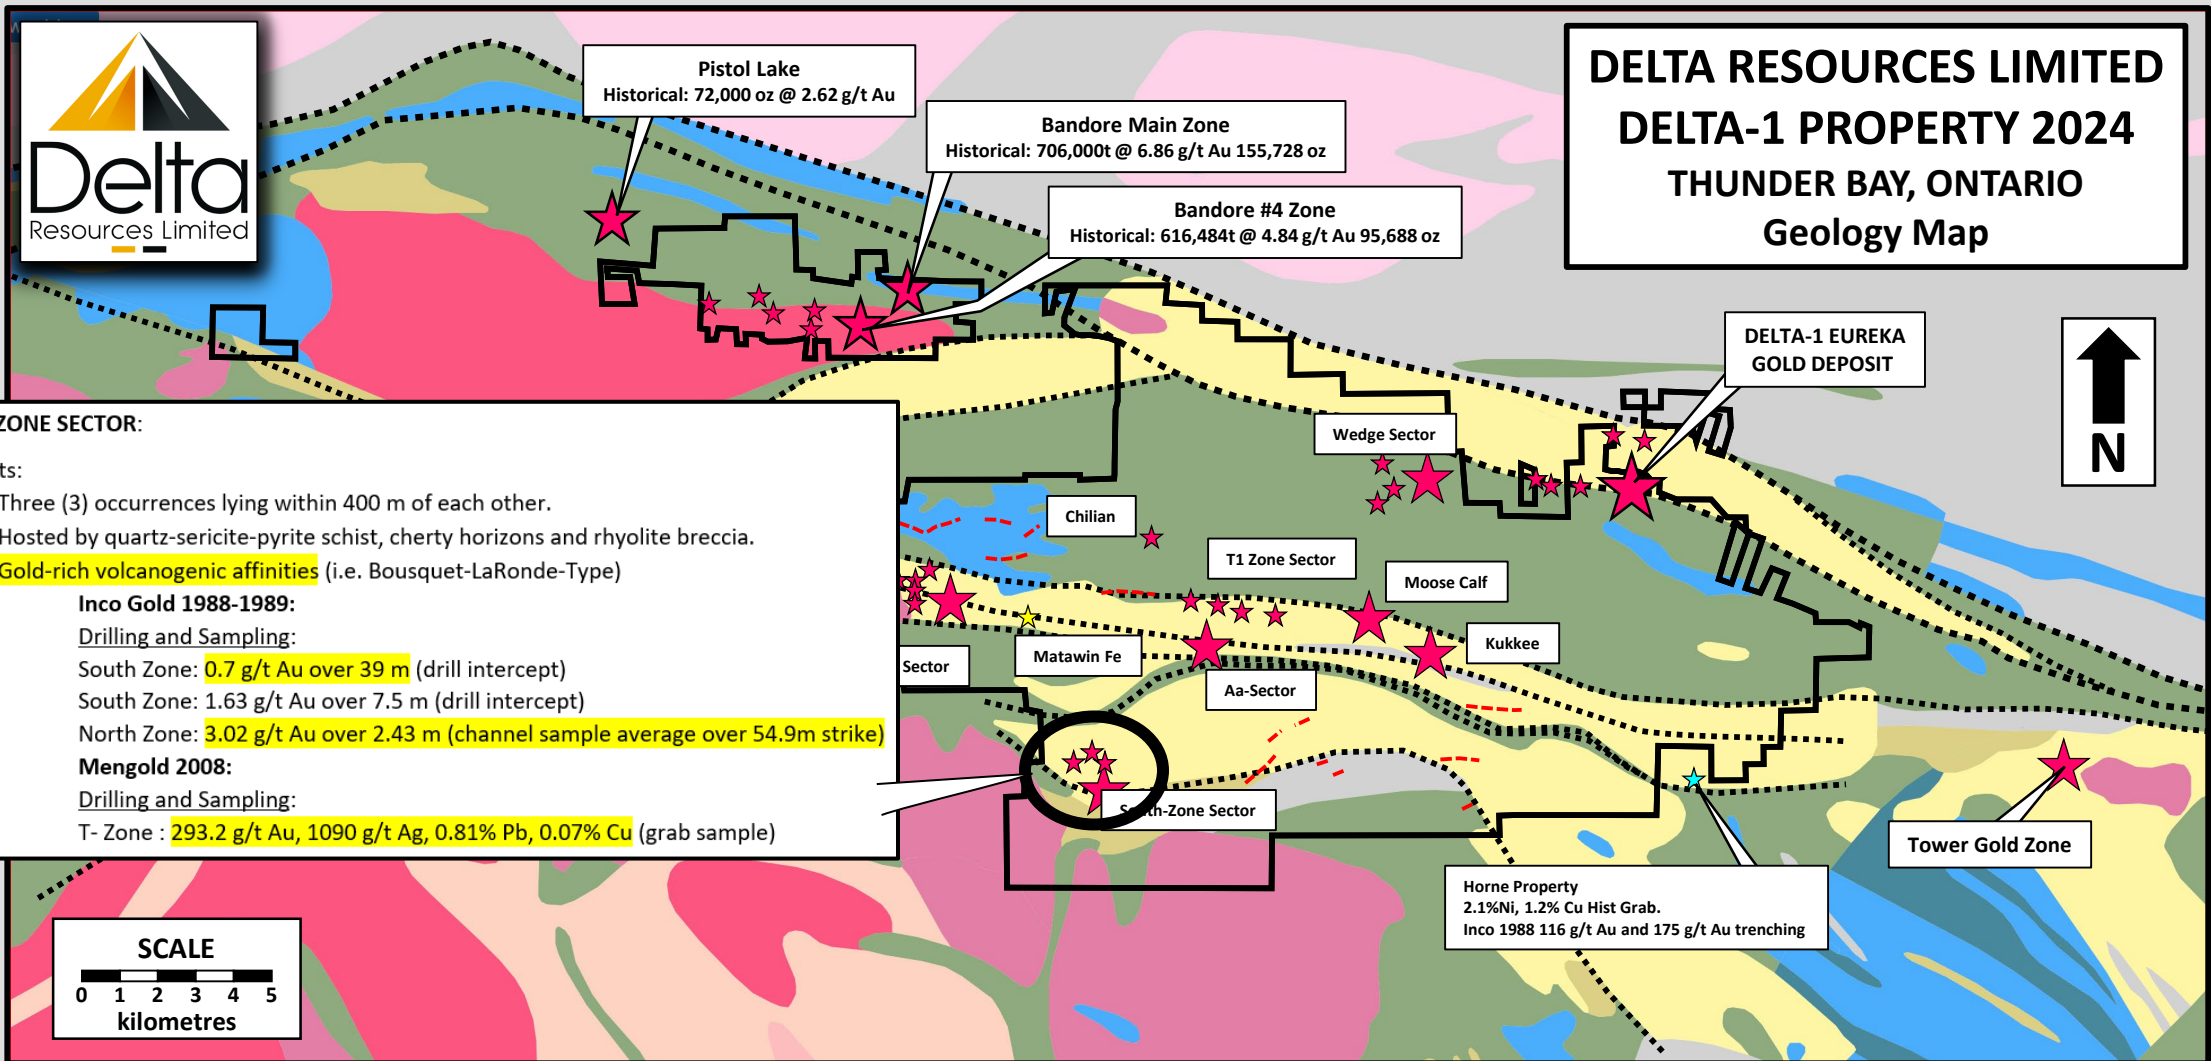 Delta
Resources Limited
DELTA RESOURCES LIMITED
DELTA-1 PROPERTY 2024
THUNDER BAY, ONTARIO
Geology Map
Pistol Lake
Historical: 72,000 oz @ 2.62 g/t Au
Bandore Main Zone
Historical: 706,000t @ 6.86 g/t Au 155,728 oz
Bandore #4 Zone
Historical: 616,484t @ 4.84 g/t Au 95,688 oz
DELTA-1 EUREKA
GOLD DEPOSIT
N
ZONE SECTOR:
ts:
Three (3) occurrences lying within 400 m of each other.
Hosted by quartz-sericite-pyrite schist, cherty horizons and rhyolite breccia.
Gold-rich volcanogenic affinities (i.e. Bousquet-LaRonde-Type)
Inco Gold 1988-1989:
Drilling and Sampling:
South Zone: 0.7 g/t Au over 39 m (drill intercept)
South Zone: 1.63 g/t Au over 7.5 m (drill intercept)
North Zone: 3.02 g/t Au over 2.43 m (channel sample average over 54.9m strike)
Mengold 2008:
Drilling and Sampling:
T- Zone : 293.2 g/t Au, 1090 g/t Ag, 0.81% Pb, 0.07% Cu (grab sample)
Wedge Sector
Chilian
T1 Zone Sector
Moose Calf
Kukkee
Sector
Matawin Fe
Aa-Sector
South-Zone Sector
Tower Gold Zone
Horne Property
2.1%Ni, 1.2% Cu Hist Grab.
Inco 1988 116 g/t Au and 175 g/t Au trenching
SCALE
0 1 2 3 4 5
kilometres